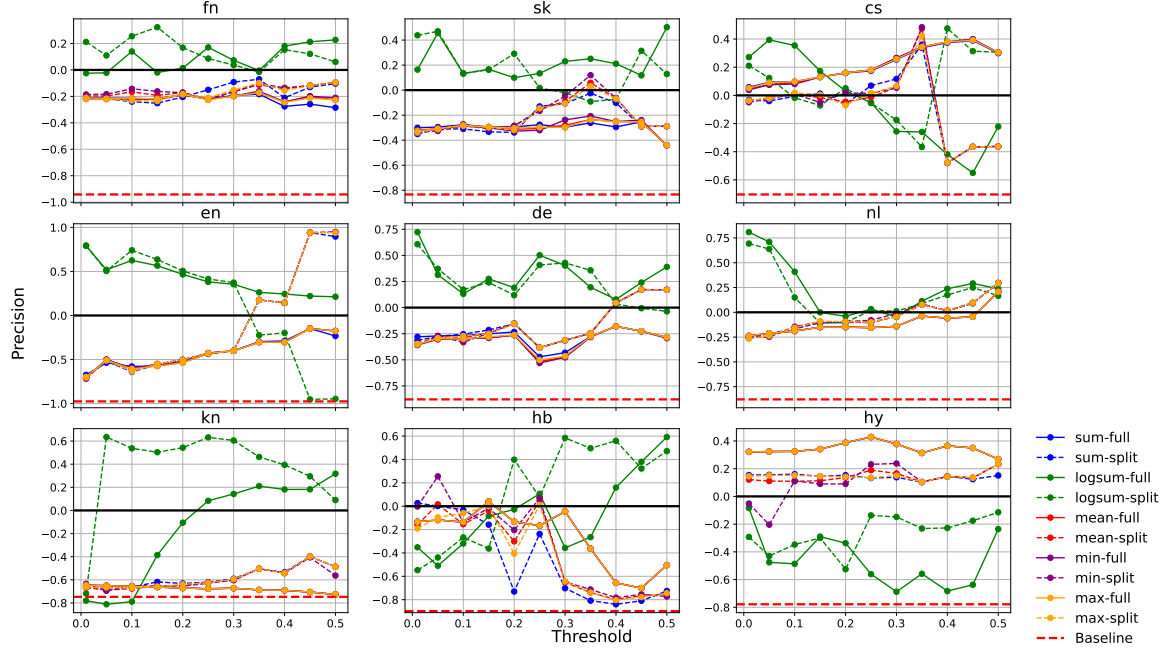 fn
sk
cs
0.2
0.0
−0.2
−0.4
−0.6
−0.8
−1.0
0.4
0.2
0.0
−0.2
−0.4
−0.6
−0.8
0.4
0.2
0.0
−0.2
−0.4
−0.6
en
de
nl
1.0
0.5
0.0
−0.5
−1.0
0.75
0.50
0.25
0.00
−0.25
−0.50
−0.75
0.75
0.50
0.25
0.00
−0.25
−0.50
−0.75
Precision
kn
hb
hy
0.6
0.4
0.2
0.0
−0.2
−0.4
−0.6
−0.8
0.6
0.4
0.2
0.0
−0.2
−0.4
−0.6
−0.8
0.4
0.2
0.0
−0.2
−0.4
−0.6
−0.8
0.0 0.1 0.2 0.3 0.4 0.5
0.0 0.1 0.2 0.3 0.4 0.5
0.0 0.1 0.2 0.3 0.4 0.5
Threshold
sum-full
sum-split
logsum-full
logsum-split
mean-full
mean-split
min-full
min-split
max-full
max-split
Baseline